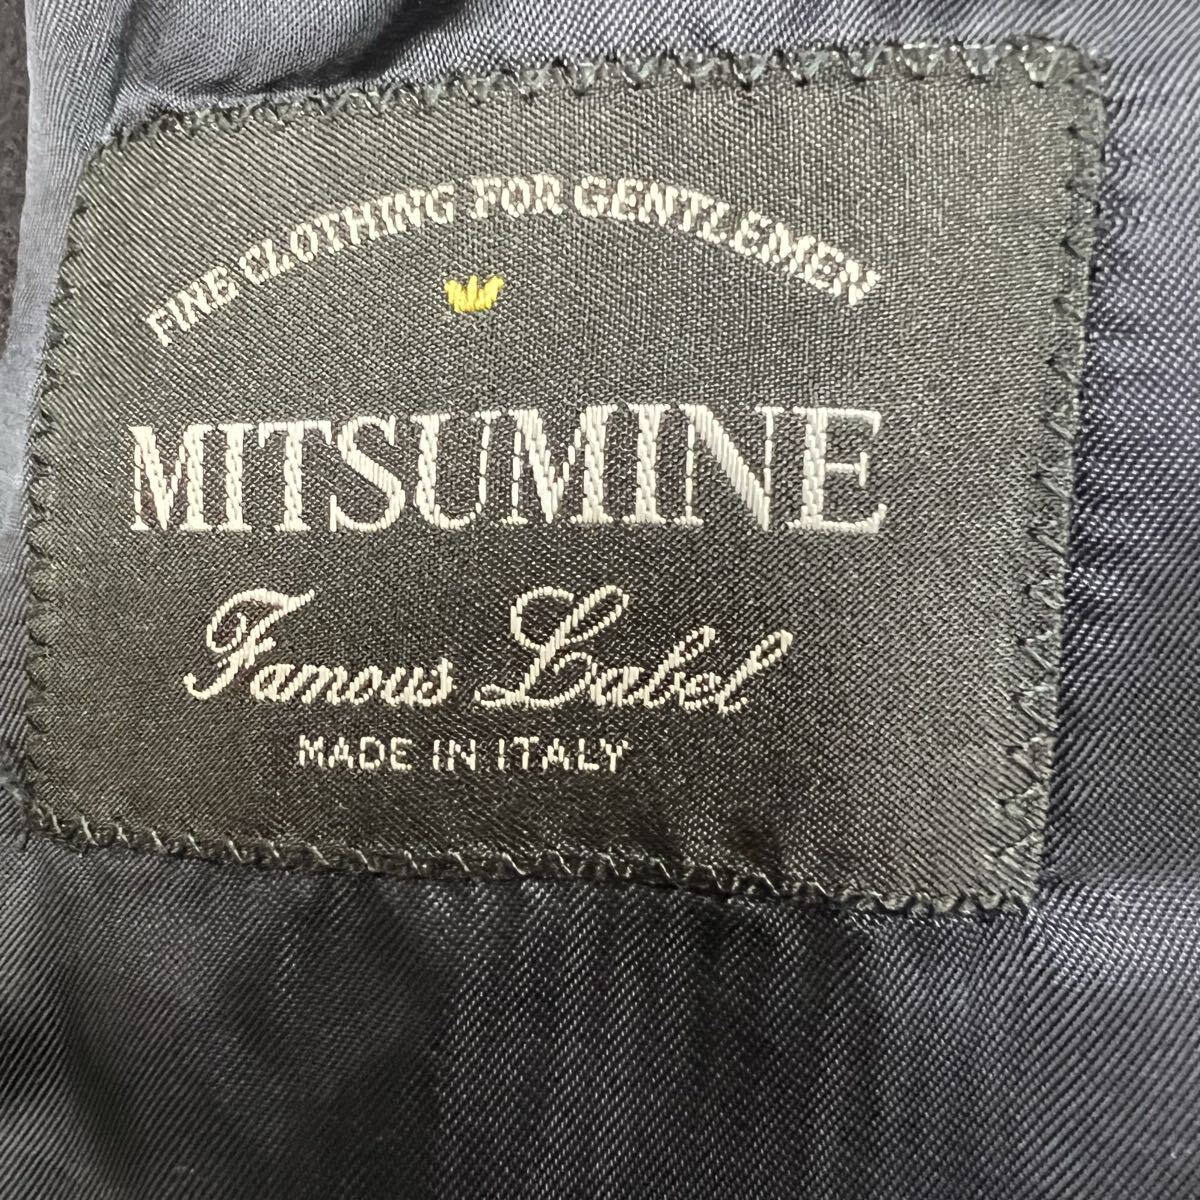 FINE CLOTHING FOR GENTLEMEN
MITSUMINE
Famous Label
MADE IN ITALY